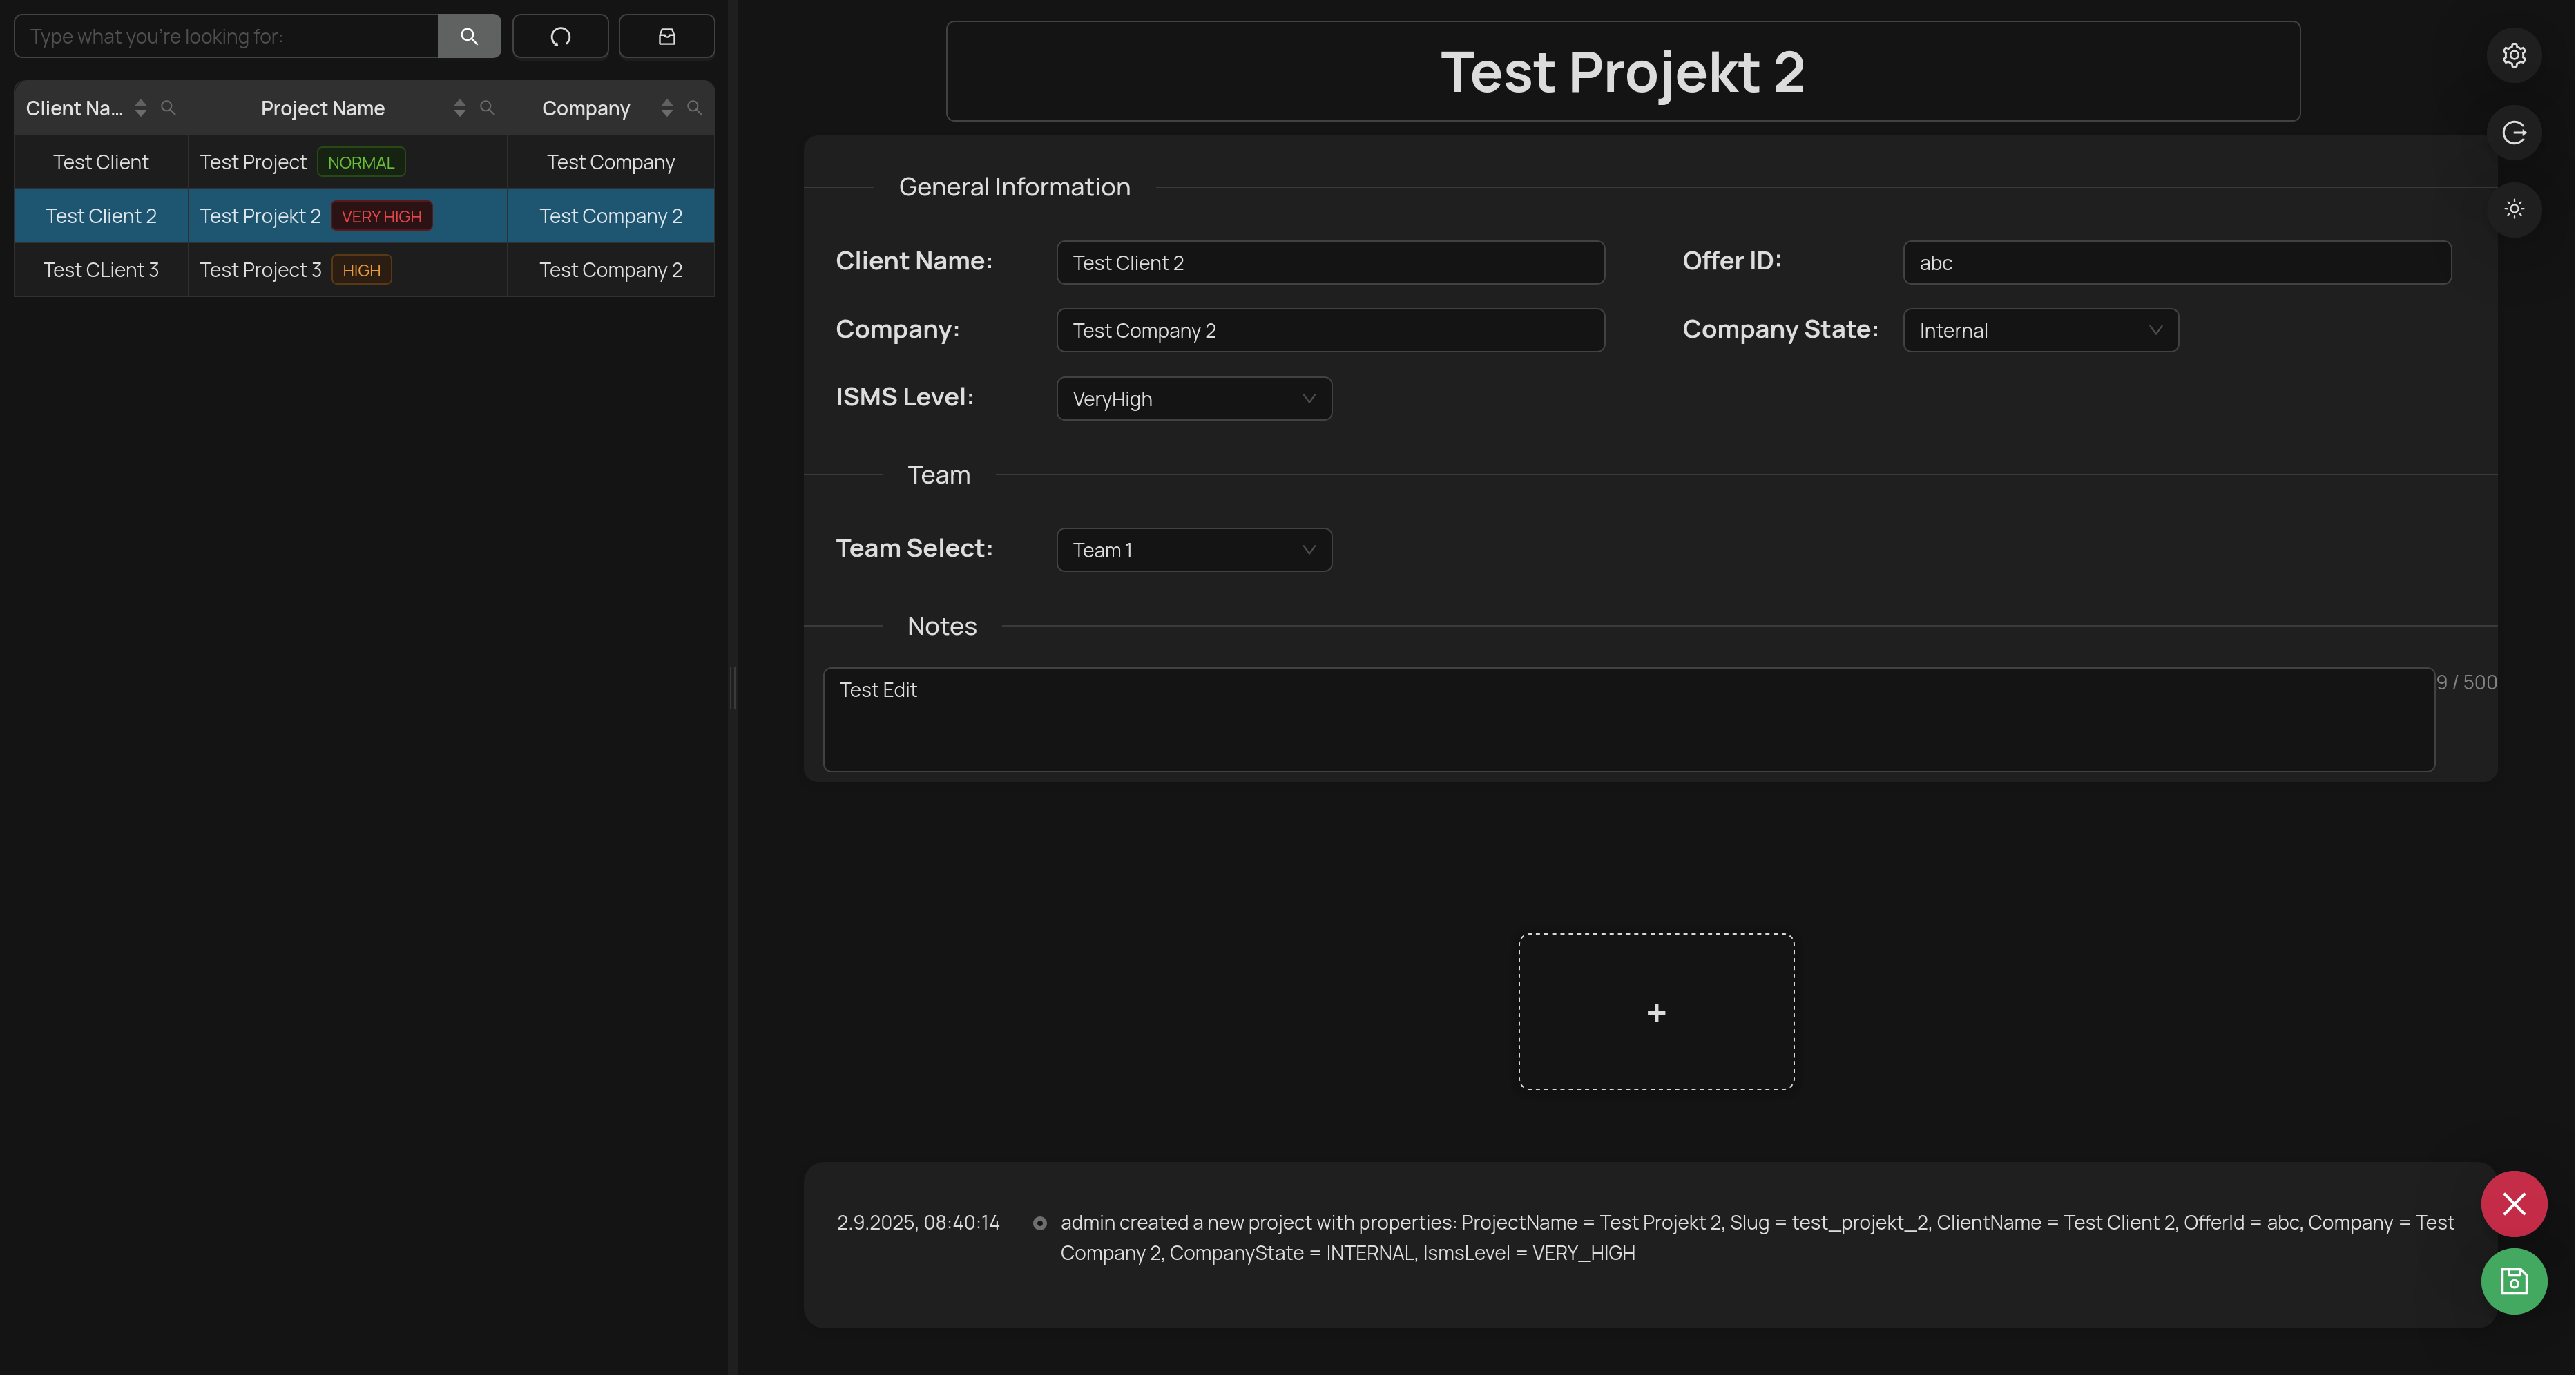 Type what you're looking for:
Client Na... Project Name Company
Test Client Test Project NORMAL Test Company
Test Client 2 Test Projekt 2 VERY HIGH Test Company 2
Test CLient 3 Test Project 3 HIGH Test Company 2
Test Projekt 2
General Information
Client Name: Test Client 2 Offer ID: abc
Company: Test Company 2 Company State: Internal
ISMS Level: VeryHigh
Team
Team Select: Team 1
Notes
Test Edit 9 / 500
+
2.9.2025, 08:40:14 admin created a new project with properties: ProjectName = Test Projekt 2, Slug = test_projekt_2, ClientName = Test Client 2, OfferId = abc, Company = Test
Company 2, CompanyState = INTERNAL, IsmsLevel = VERY_HIGH